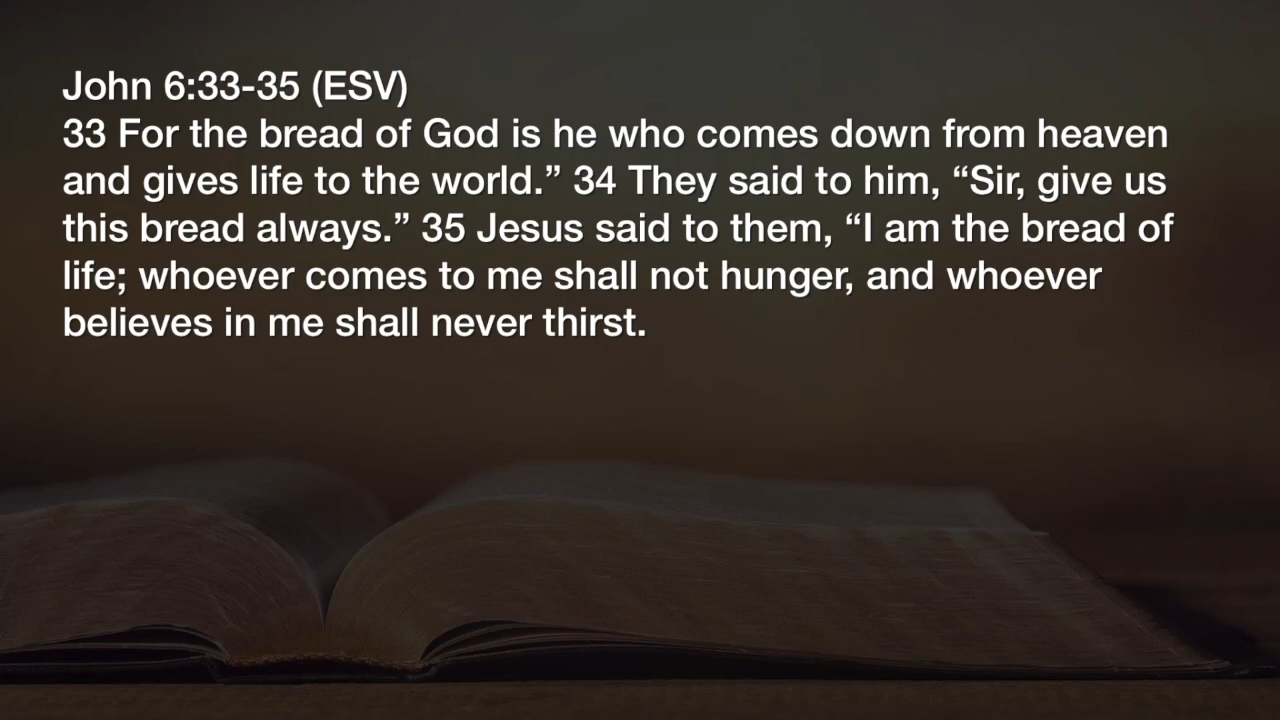 John 6:33-35 (ESV)
33 For the bread of God is he who comes down from heaven
and gives life to the world.” 34 They said to him, “Sir, give us
this bread always.” 35 Jesus said to them, “I am the bread of
life; whoever comes to me shall not hunger, and whoever
believes in me shall never thirst.